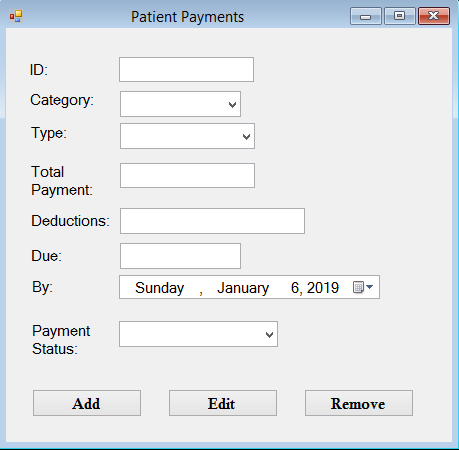 Patient Payments
ID:
Category:
Type:
Total
Payment:
Deductions:
Due:
By: Sunday , January 6, 2019
Payment
Status:
Add Edit Remove